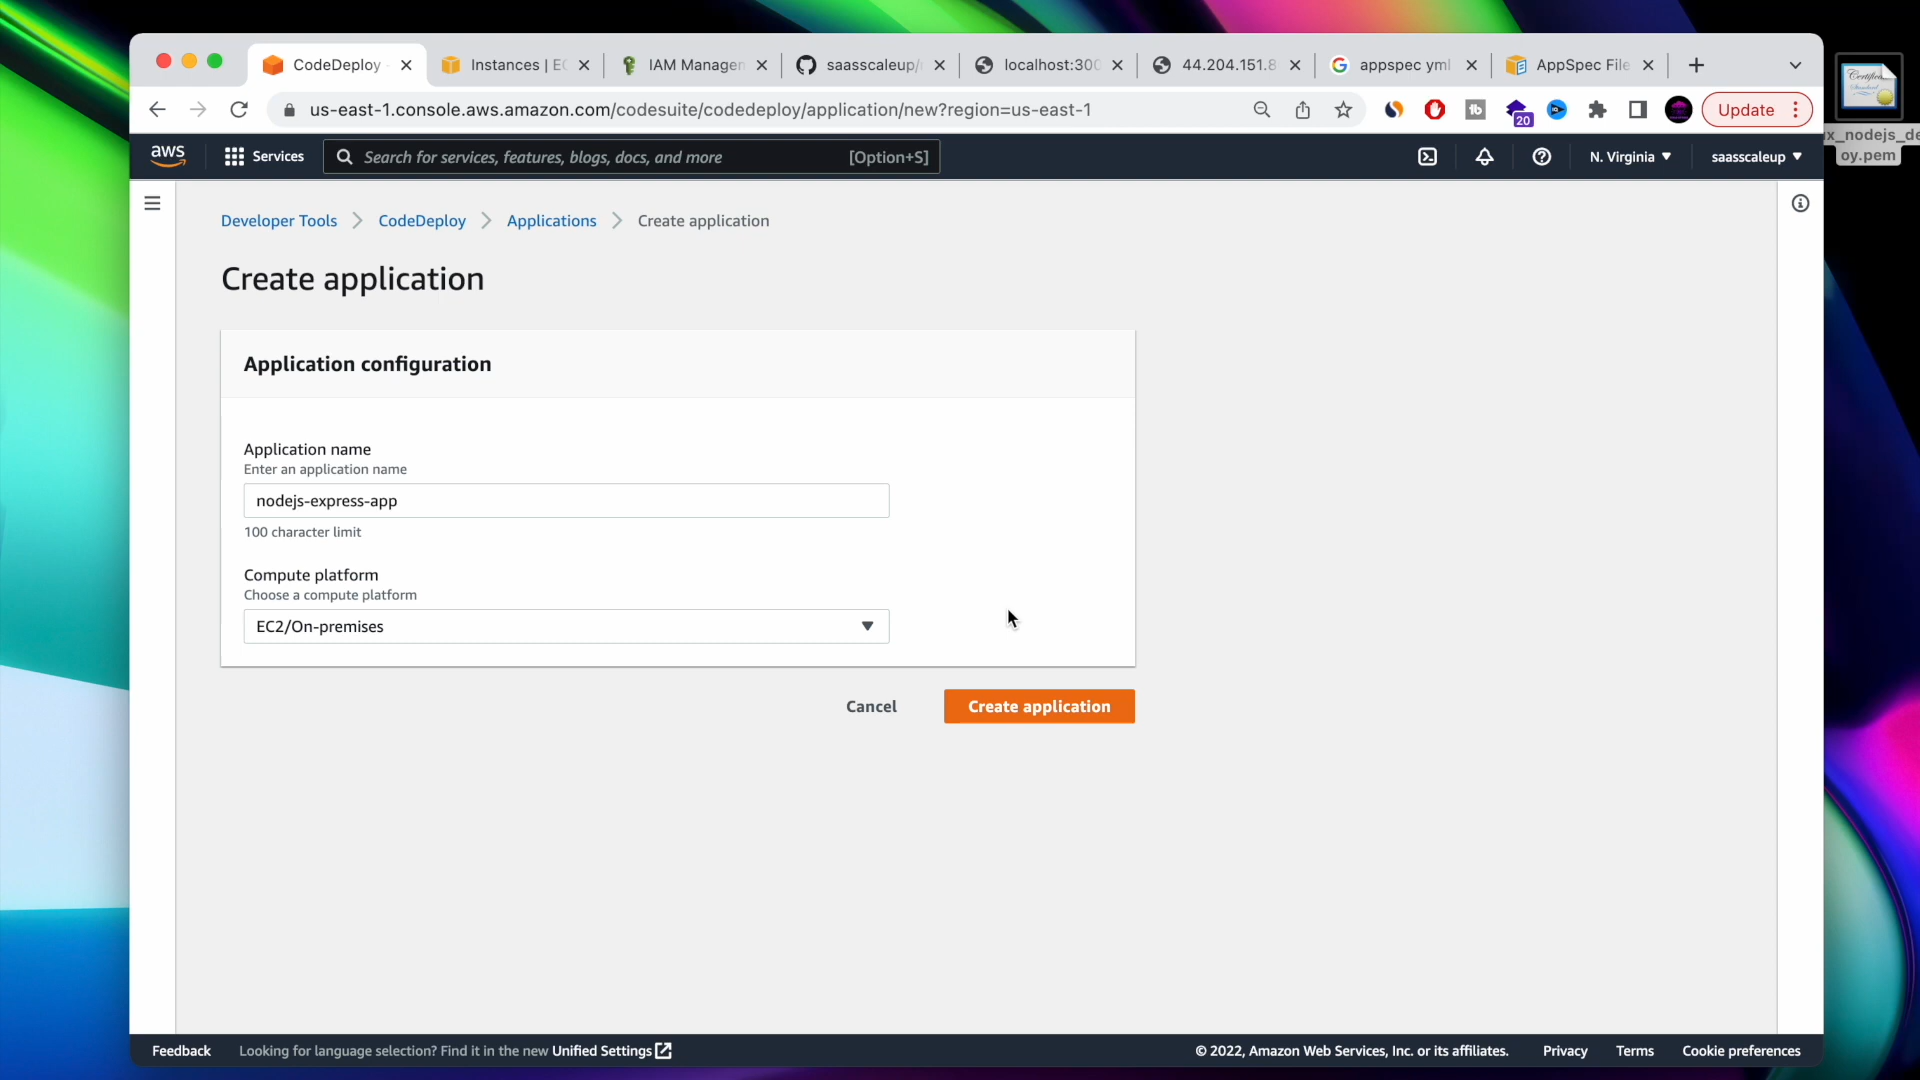 CodeDeploy
Instances | EC
IAM Managen
saasscaleup/
localhost:300
44.204.151.8
appspec yml
AppSpec File
us-east-1.console.aws.amazon.com/codesuite/codedeploy/application/new?region=us-east-1
tb
20
Update
aws
Services
Search for services, features, blogs, docs, and more
[Option+S]
N. Virginia
saasscaleup
x_nodejs_de
oy.pem
Developer Tools
CodeDeploy
Applications
Create application
Create application
Application configuration
Application name
Enter an application name
nodejs-express-app
100 character limit
Compute platform
Choose a compute platform
EC2/On-premises
Cancel
Create application
Feedback
Looking for language selection? Find it in the new Unified Settings
© 2022, Amazon Web Services, Inc. or its affiliates.
Privacy
Terms
Cookie preferences